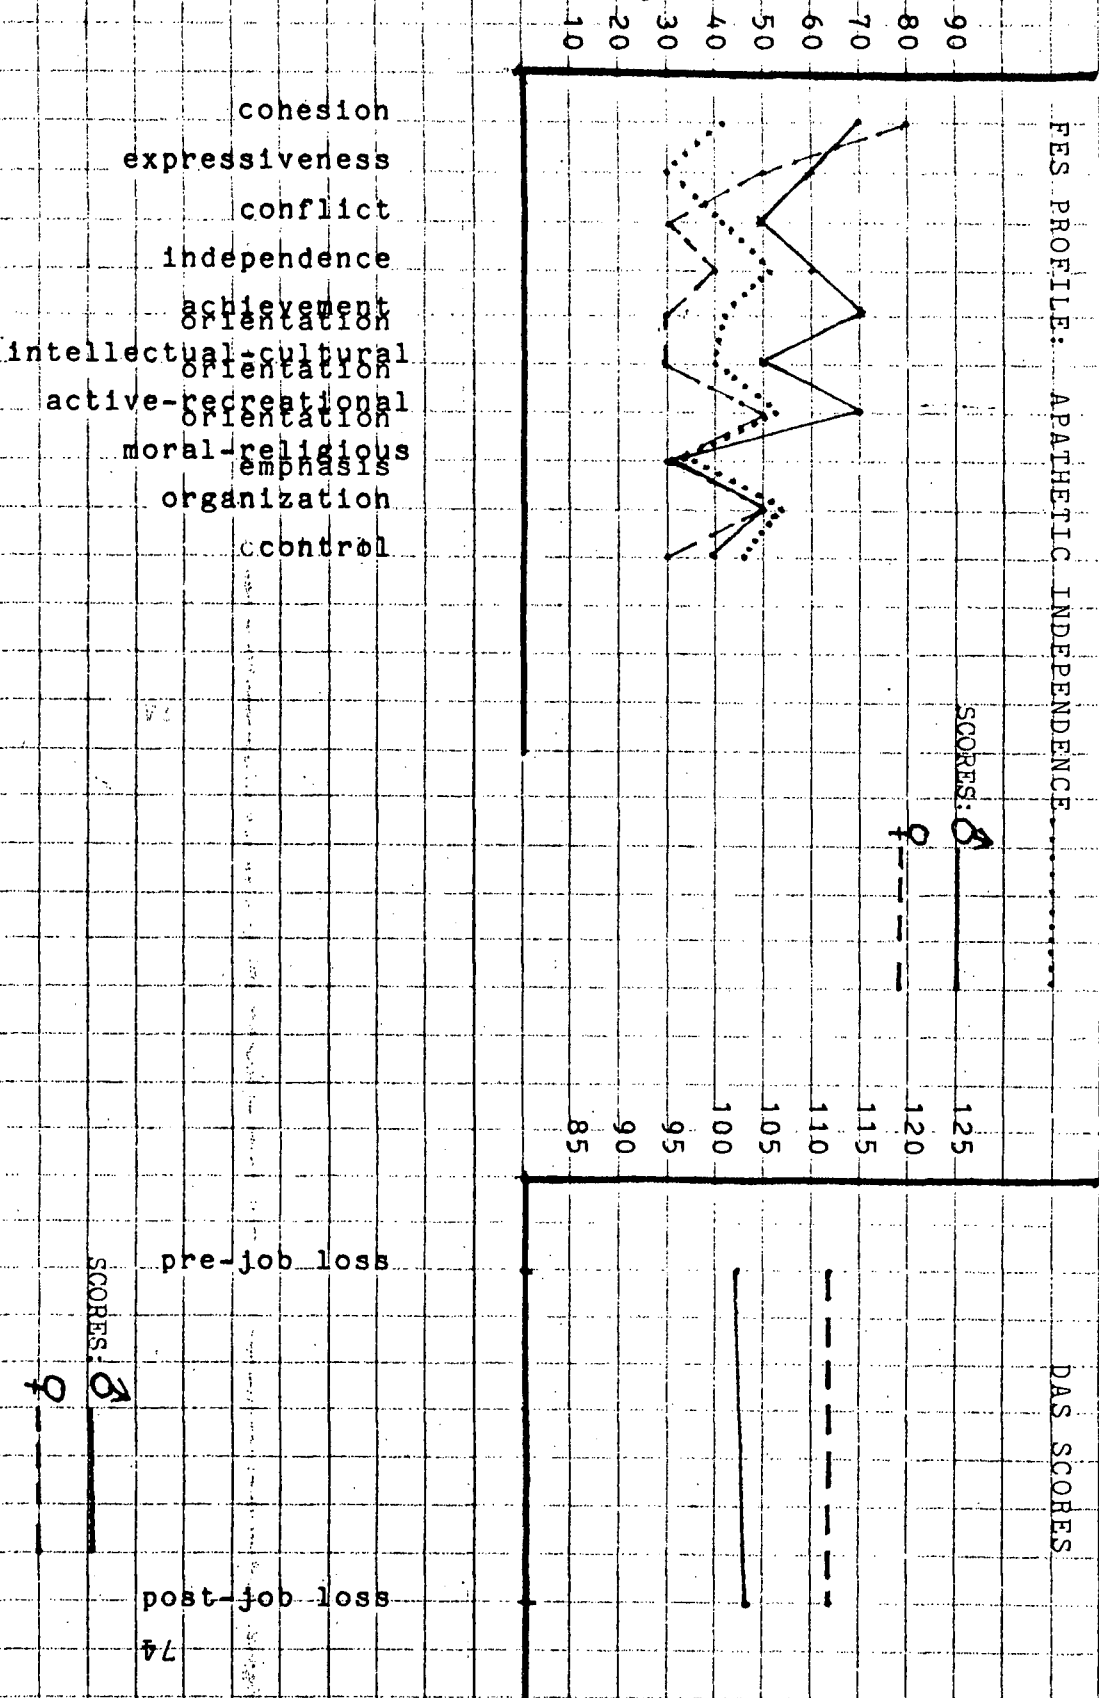 FES PROFILE: APATHETIC INDEPENDENCE..........
SCORES: ♂
♀
90
80
70
60
50
40
30
20
10
cohesion
expressiveness
conflict
independence
achievement
orientation
intellectual-cultural
orientation
active-recreational
orientation
moral-religious
emphasis
organization
control
DAS SCORES
125
120
115
110
105
100
95
90
85
pre-job loss
post-job loss
SCORES: ♂
♀
74